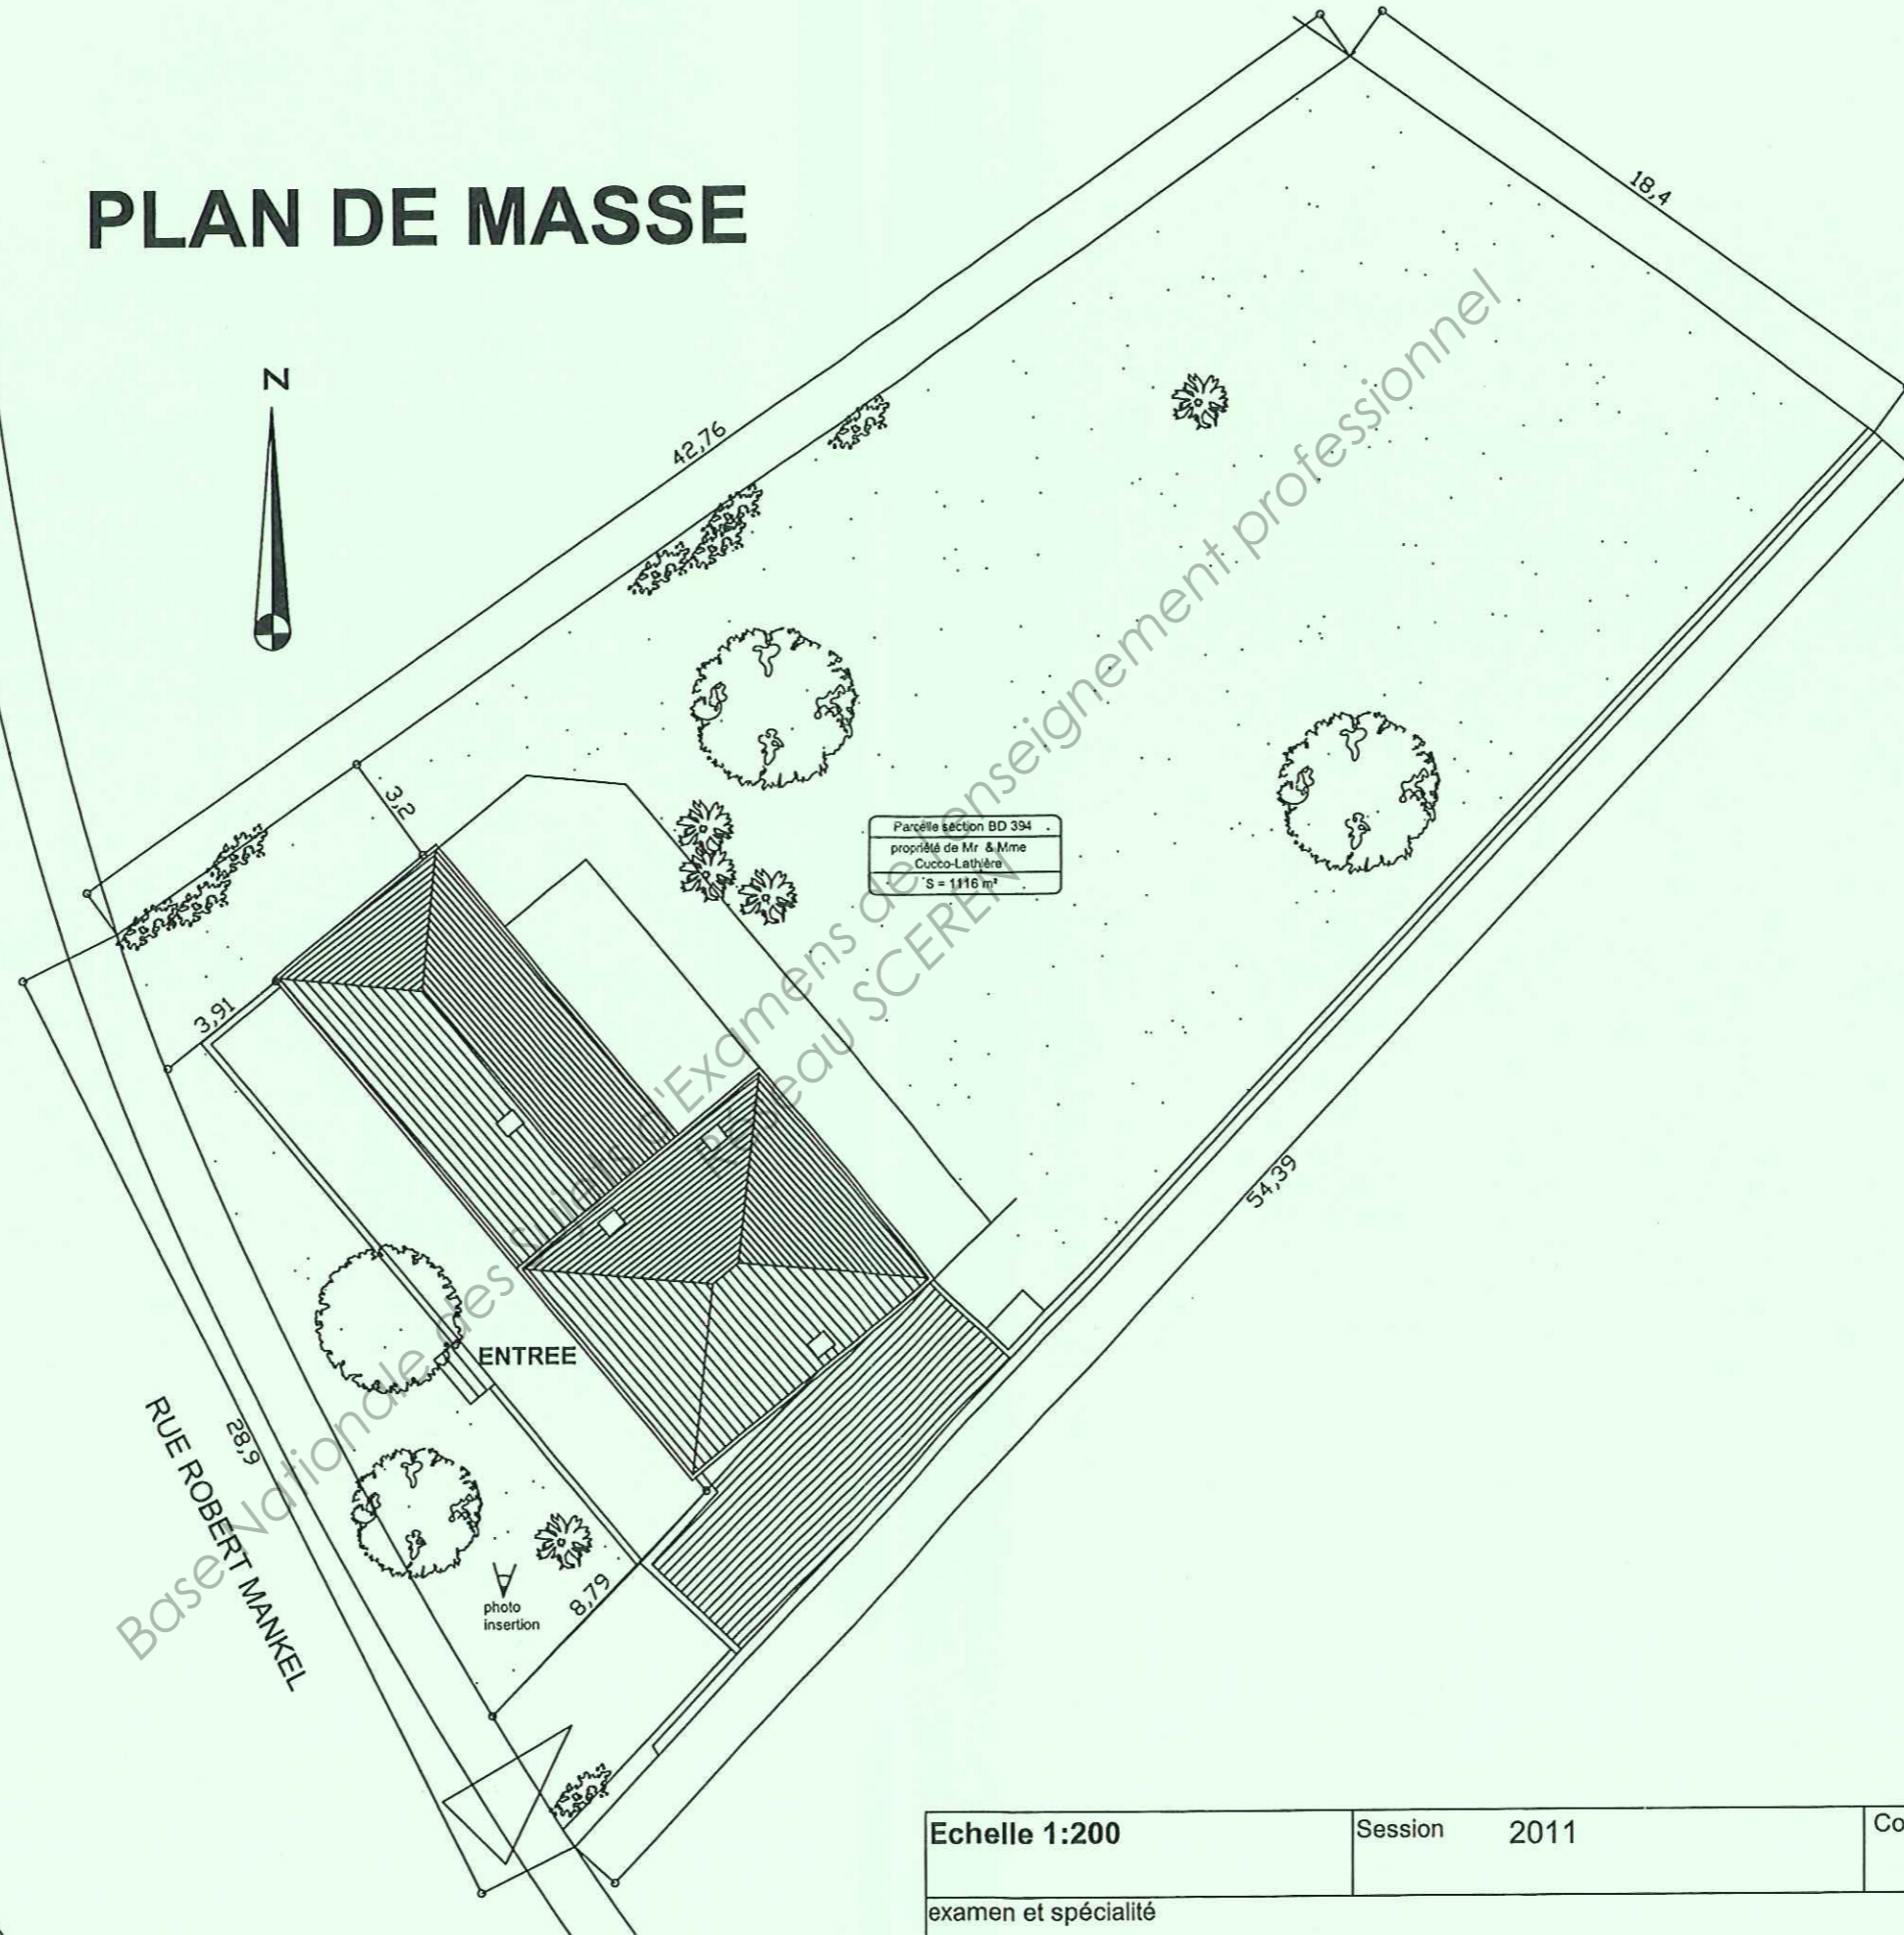 PLAN DE MASSE
N
18,4
42,76
3,2
Parcelle section BD 394
propriété de Mr & Mme
Cucco-Lathière
S = 1116 m²
3,91
54,39
ENTREE
28,9
RUE ROBERT MANKEL
8,79
photo
insertion
Base Nationale des Sujets d'Examens de l'enseignement professionnel
Réseau SCEREN
Echelle 1:200
Session 2011
Co
examen et spécialité